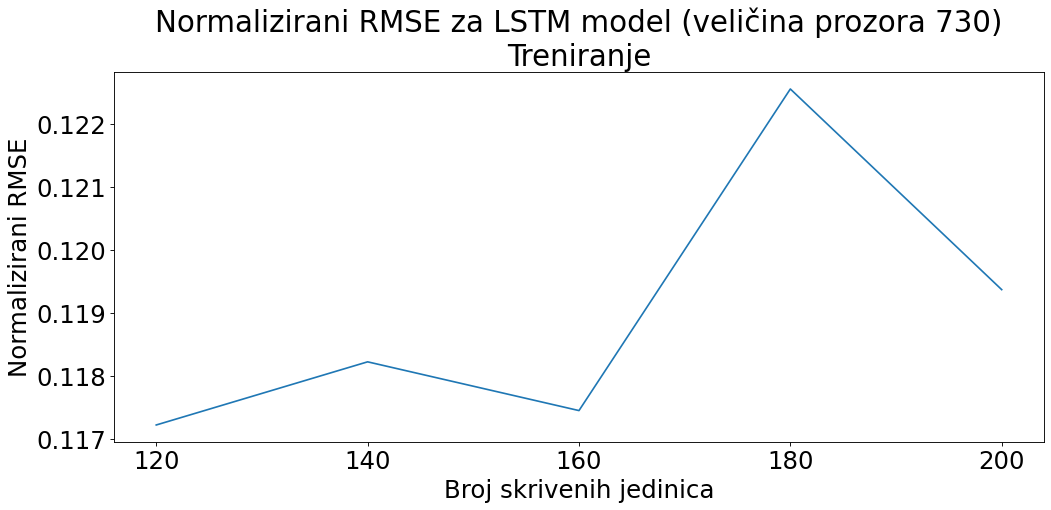 Normalizirani RMSE za LSTM model (veličina prozora 730)
Treniranje
Normalizirani RMSE
0.122
0.121
0.120
0.119
0.118
0.117
120 140 160 180 200
Broj skrivenih jedinica